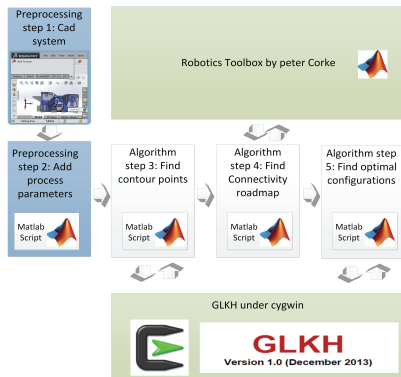 Preprocessing
step 1: Cad
system
Robotics Toolbox by peter Corke
Preprocessing
step 2: Add
process
parameters
Matlab
Script
Algorithm
step 3: Find
contour points
Matlab
Script
Algorithm
step 4: Find
Connectivity
roadmap
Matlab
Script
Algorithm step
5: Find optimal
configurations
Matlab
Script
GLKH under cygwin
GLKH
Version 1.0 (December 2013)